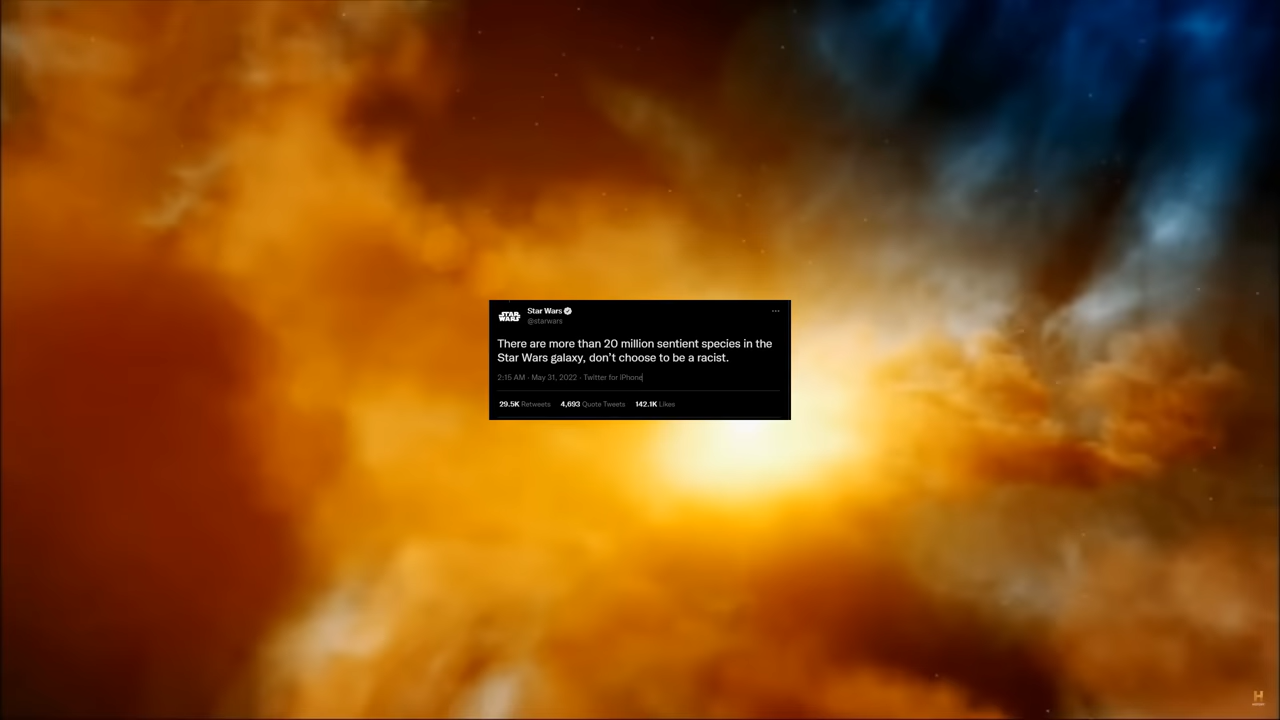 STAR WARS
Star Wars
@starwars
There are more than 20 million sentient species in the
Star Wars galaxy, don't choose to be a racist.
2:15 AM · May 31, 2022 · Twitter for iPhone
29.5K Retweets 4,693 Quote Tweets 142.1K Likes
H